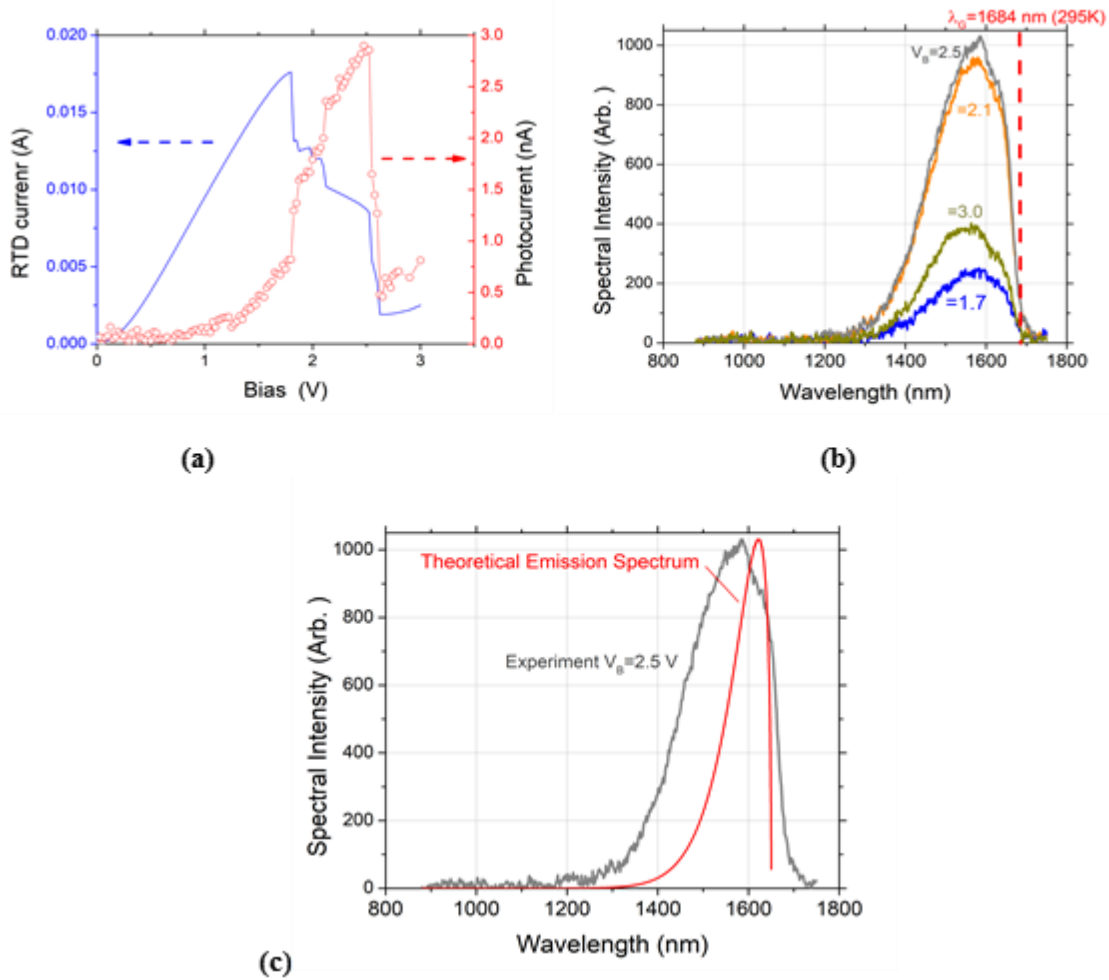 0.020
0.015
0.010
0.005
0.000
RTD currenr (A)
3.0
2.5
2.0
1.5
1.0
0.5
0.0
Photocurrent (nA)
0 1 2 3
Bias (V)
(a)
λG=1684 nm (295K)
1000
800
600
400
200
0
Spectral Intensity (Arb. )
VB=2.5
=2.1
=3.0
=1.7
800 1000 1200 1400 1600 1800
Wavelength (nm)
(b)
1000
800
600
400
200
0
Spectral Intensity (Arb. )
Theoretical Emission Spectrum
Experiment VB=2.5 V
800 1000 1200 1400 1600 1800
Wavelength (nm)
(c)